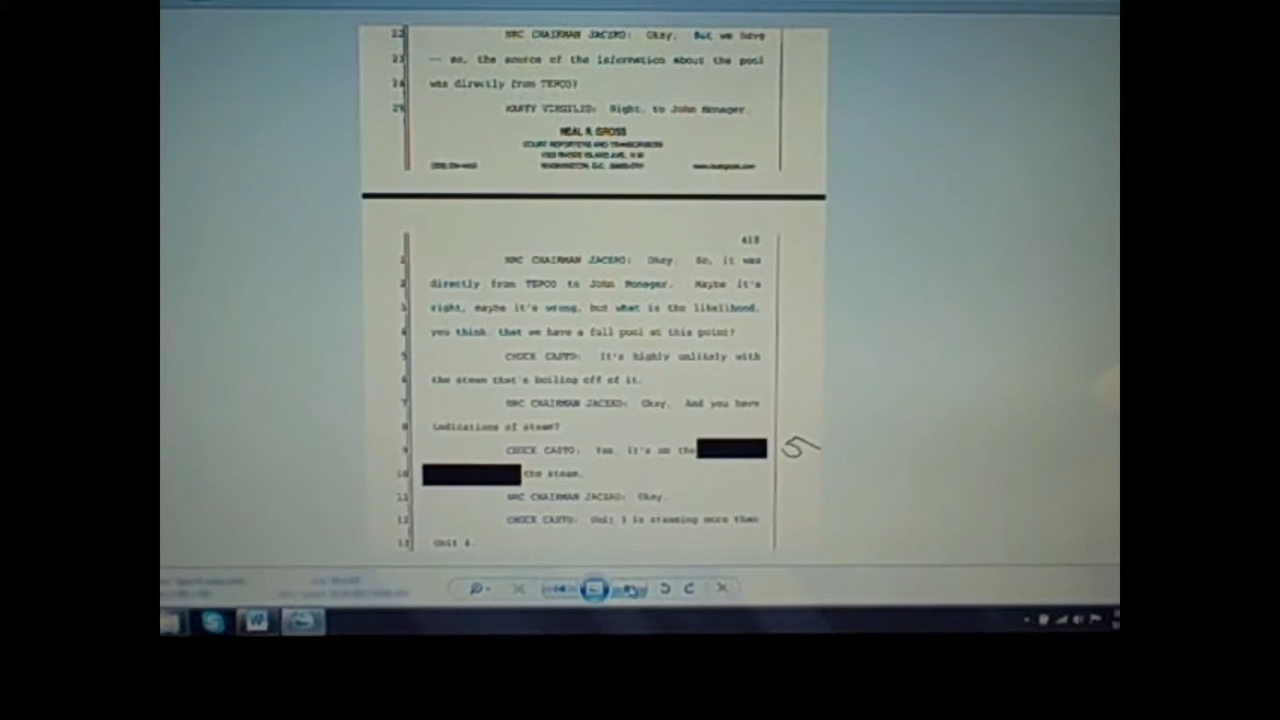 22 NRC CHAIRMAN JACZKO: Okay. But we have
23 -- so, the source of the information about the pool
24 was directly from TEPCO?
25 MARTY VIRGILIO: Right, to John Monager.
NEAL R. GROSS
COURT REPORTERS AND TRANSCRIBERS
1323 RHODE ISLAND AVE., N.W.
WASHINGTON, D.C.
www.nealrgross.com
1 NRC CHAIRMAN JACZKO: Okay. So, it was
2 directly from TEPCO to John Monager. Maybe it's
3 right, maybe it's wrong, but what is the likelihood,
4 you think, that we have a full pool at this point?
5 CHUCK CASTO: It's highly unlikely with
6 the steam that's boiling off of it.
7 NRC CHAIRMAN JACZKO: Okay. And you have
8 indications of steam?
9 CHUCK CASTO: Yes, it's on the
5
10 the steam.
11 NRC CHAIRMAN JACZKO: Okay.
12 CHUCK CASTO: Unit 3 is steaming more than
13 Unit 4.